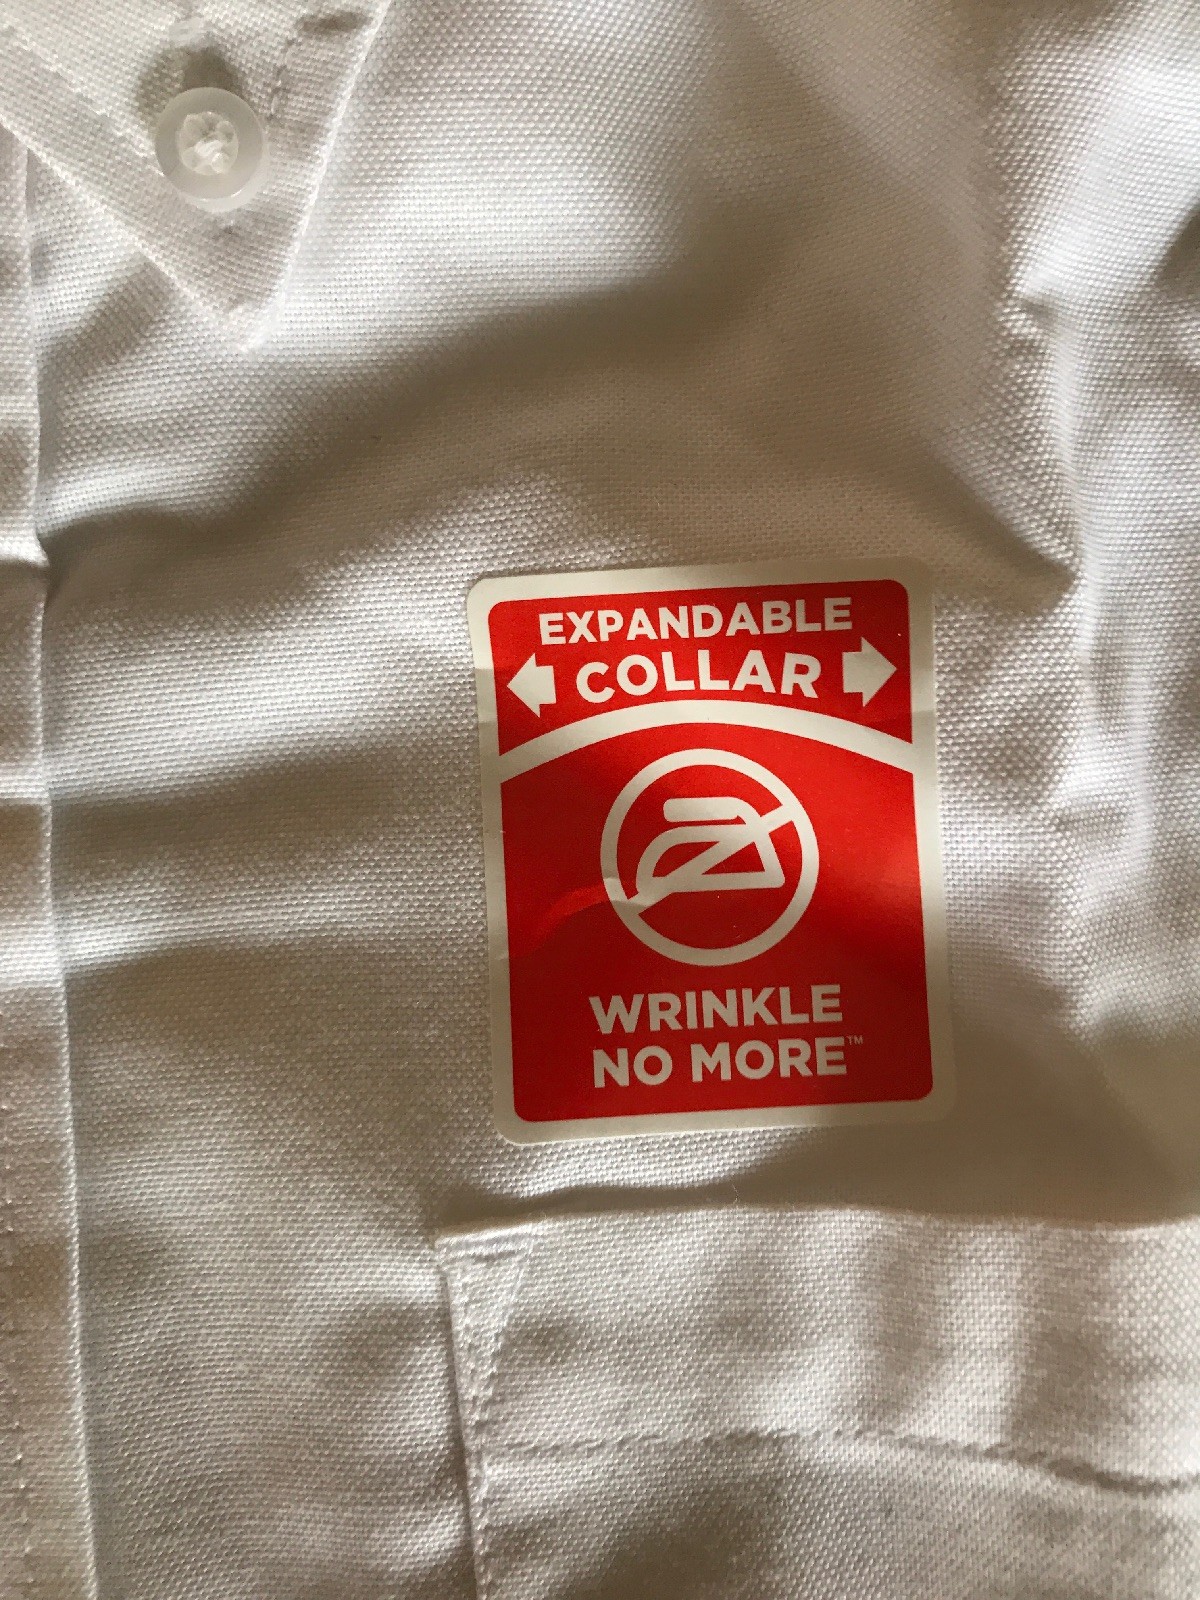 EXPANDABLE
COLLAR
WRINKLE
NO MORE™